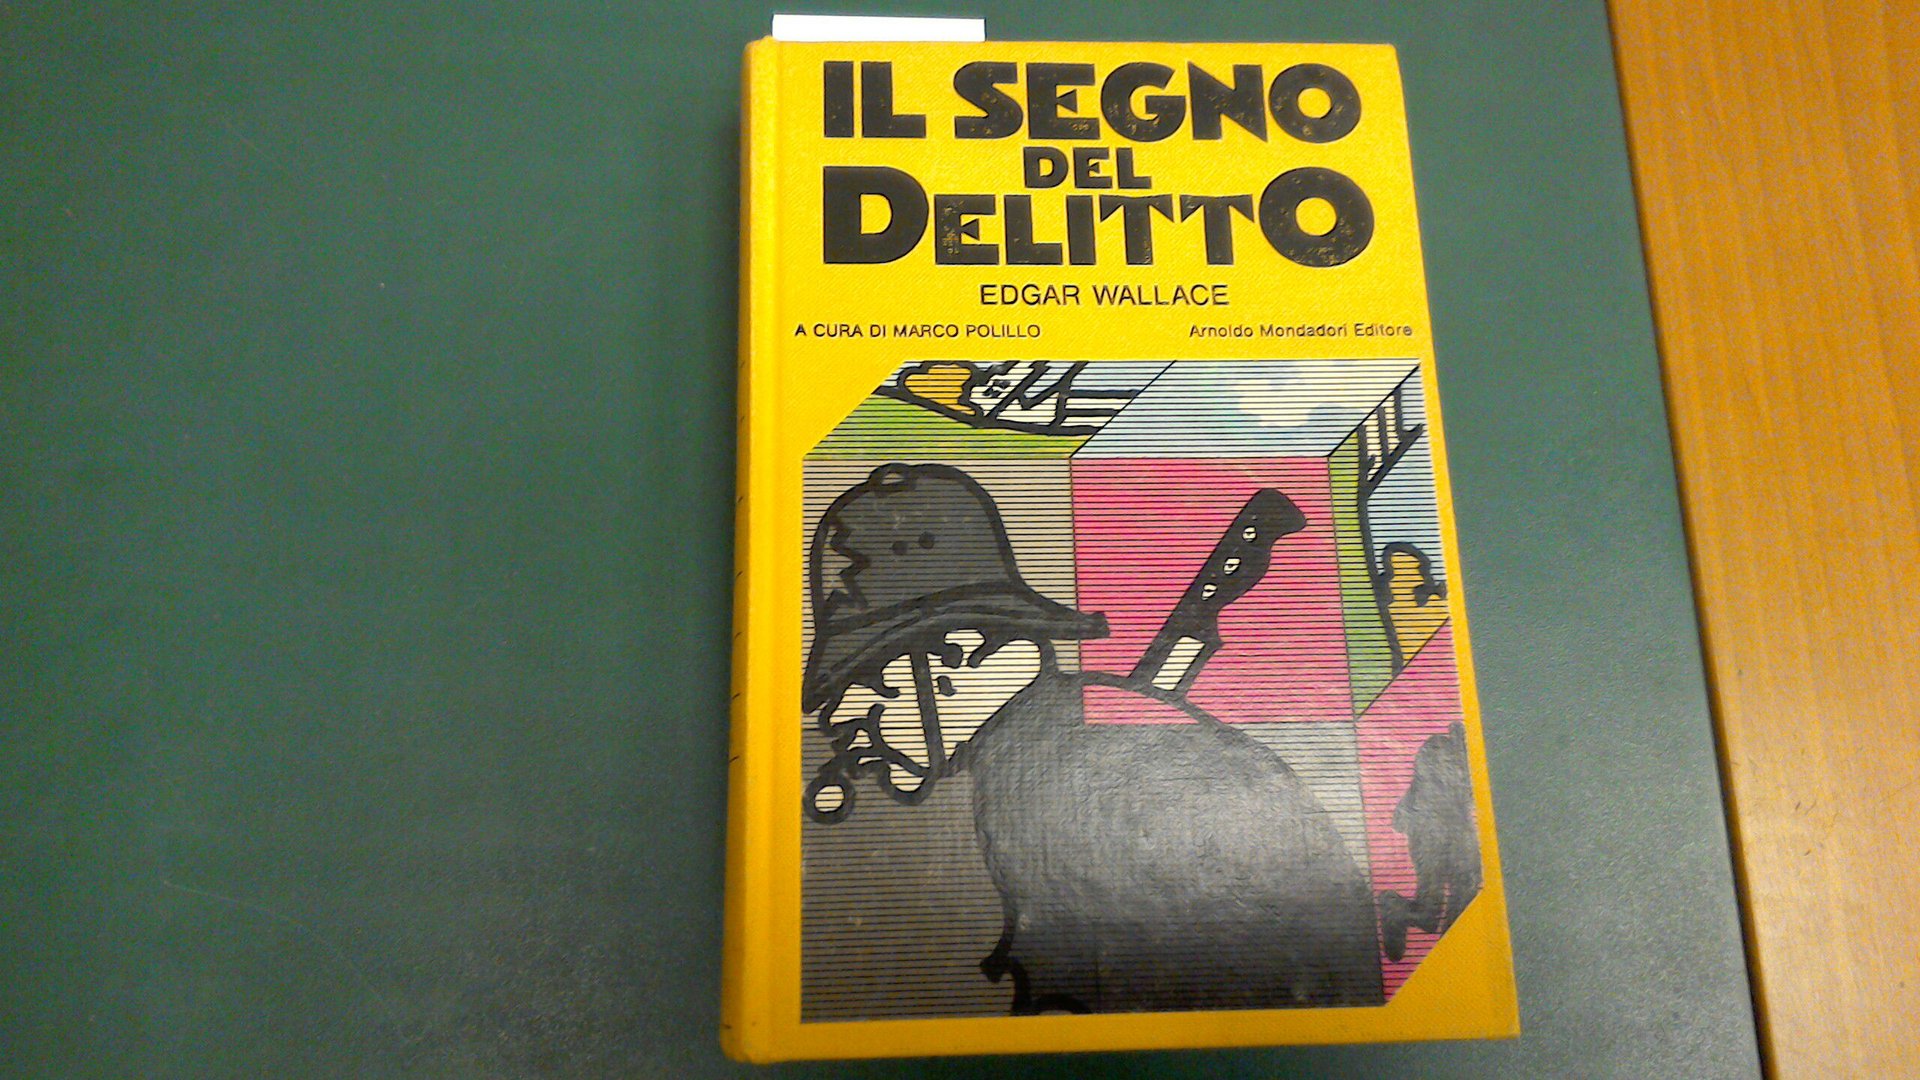 IL SEGNO
DEL
DELITTO
EDGAR WALLACE
A CURA DI MARCO POLILLO
Arnoldo Mondadori Editore